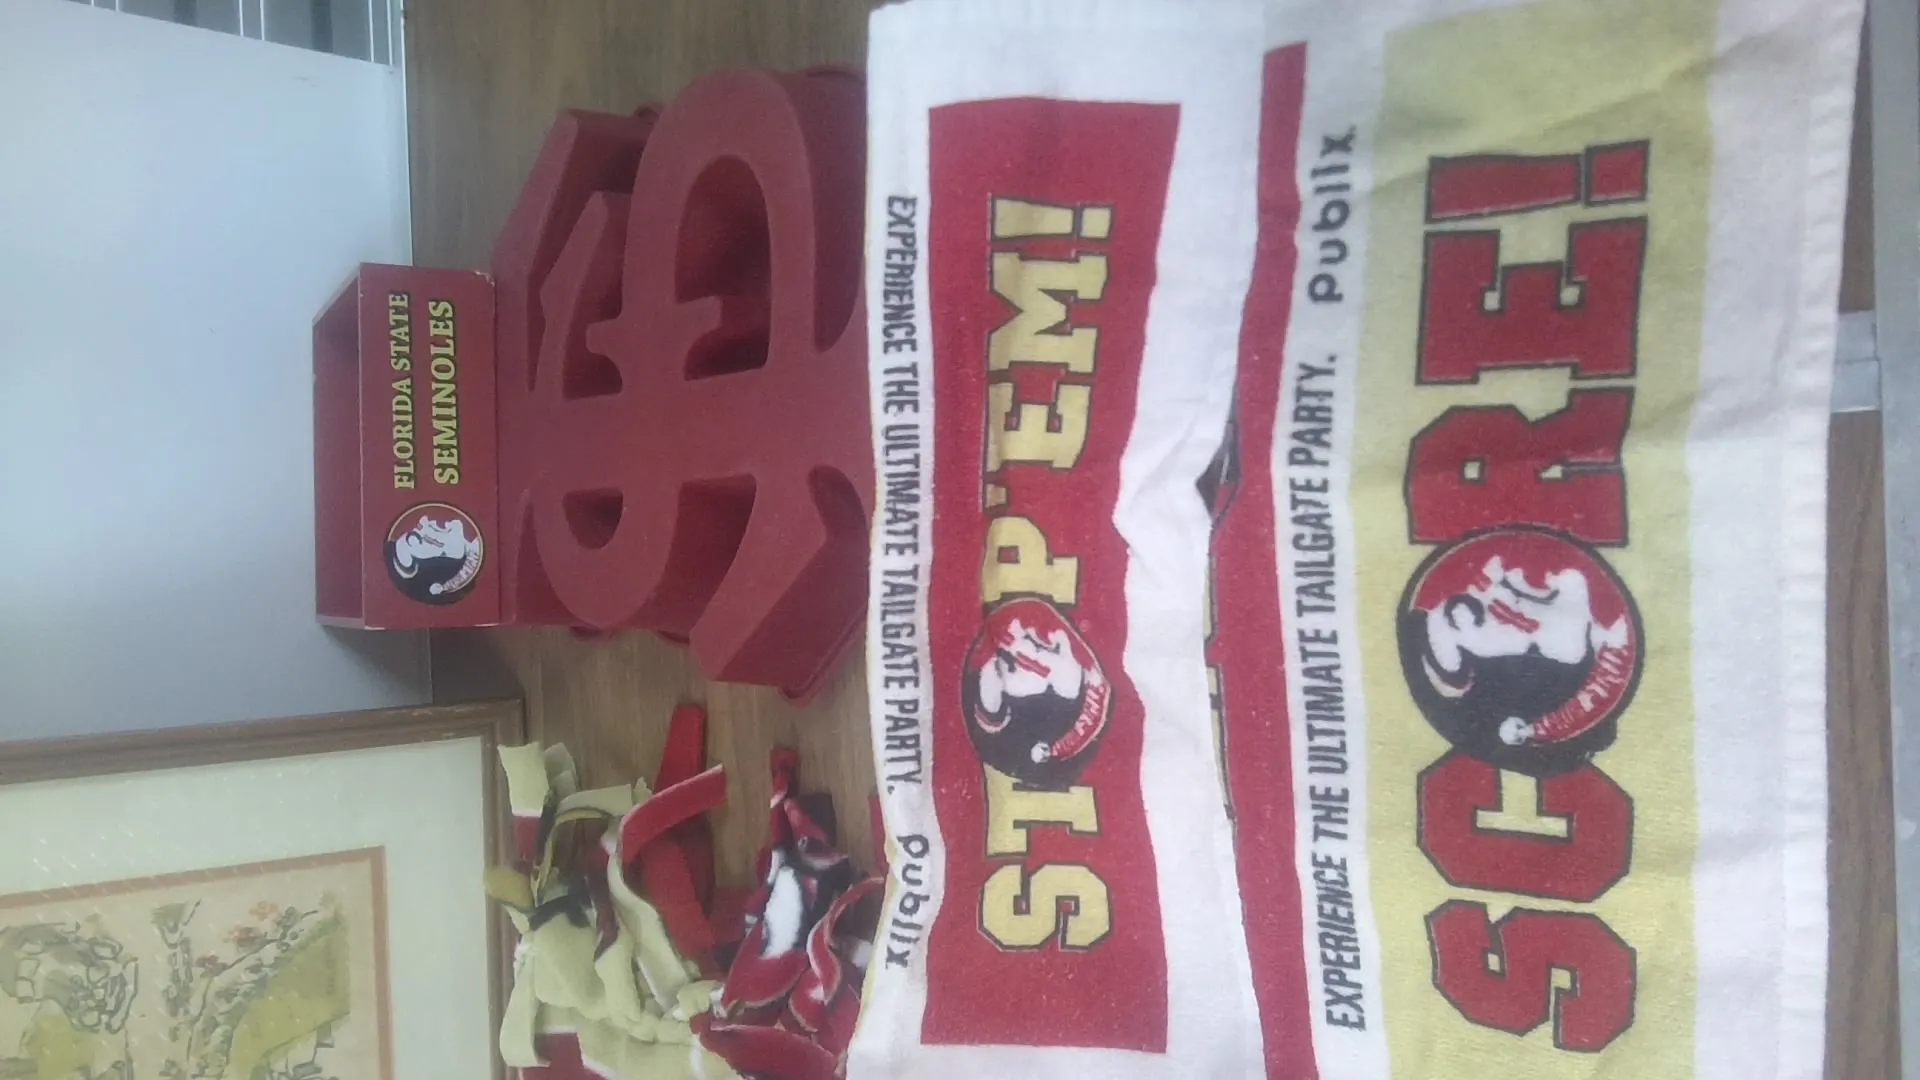 FLORIDA STATE
SEMINOLES
EXPERIENCE THE ULTIMATE TAILGATE PARTY. Publix
STOP'EM!
EXPERIENCE THE ULTIMATE TAILGATE PARTY. Publix.
SCORE!